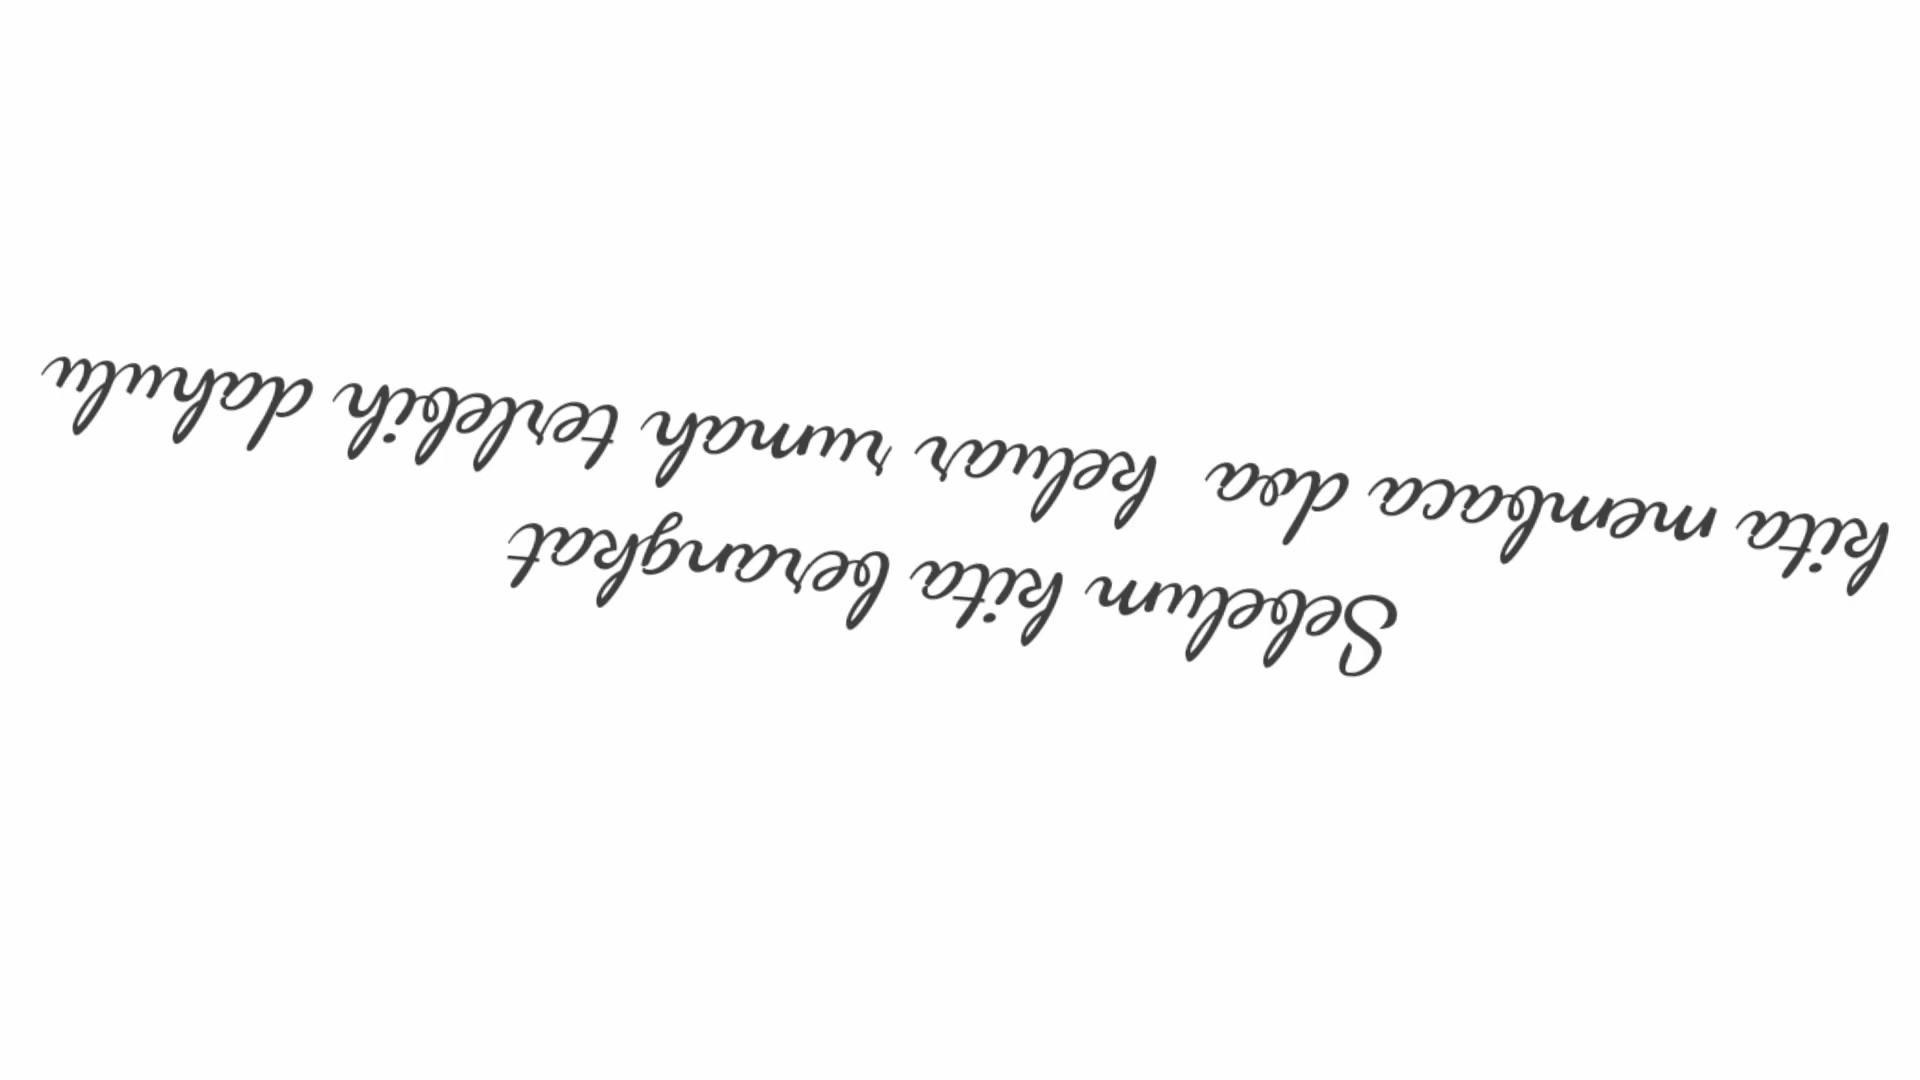 Sebelum kita berangkat
kita membaca doa keluar rumah terlebih dahulu